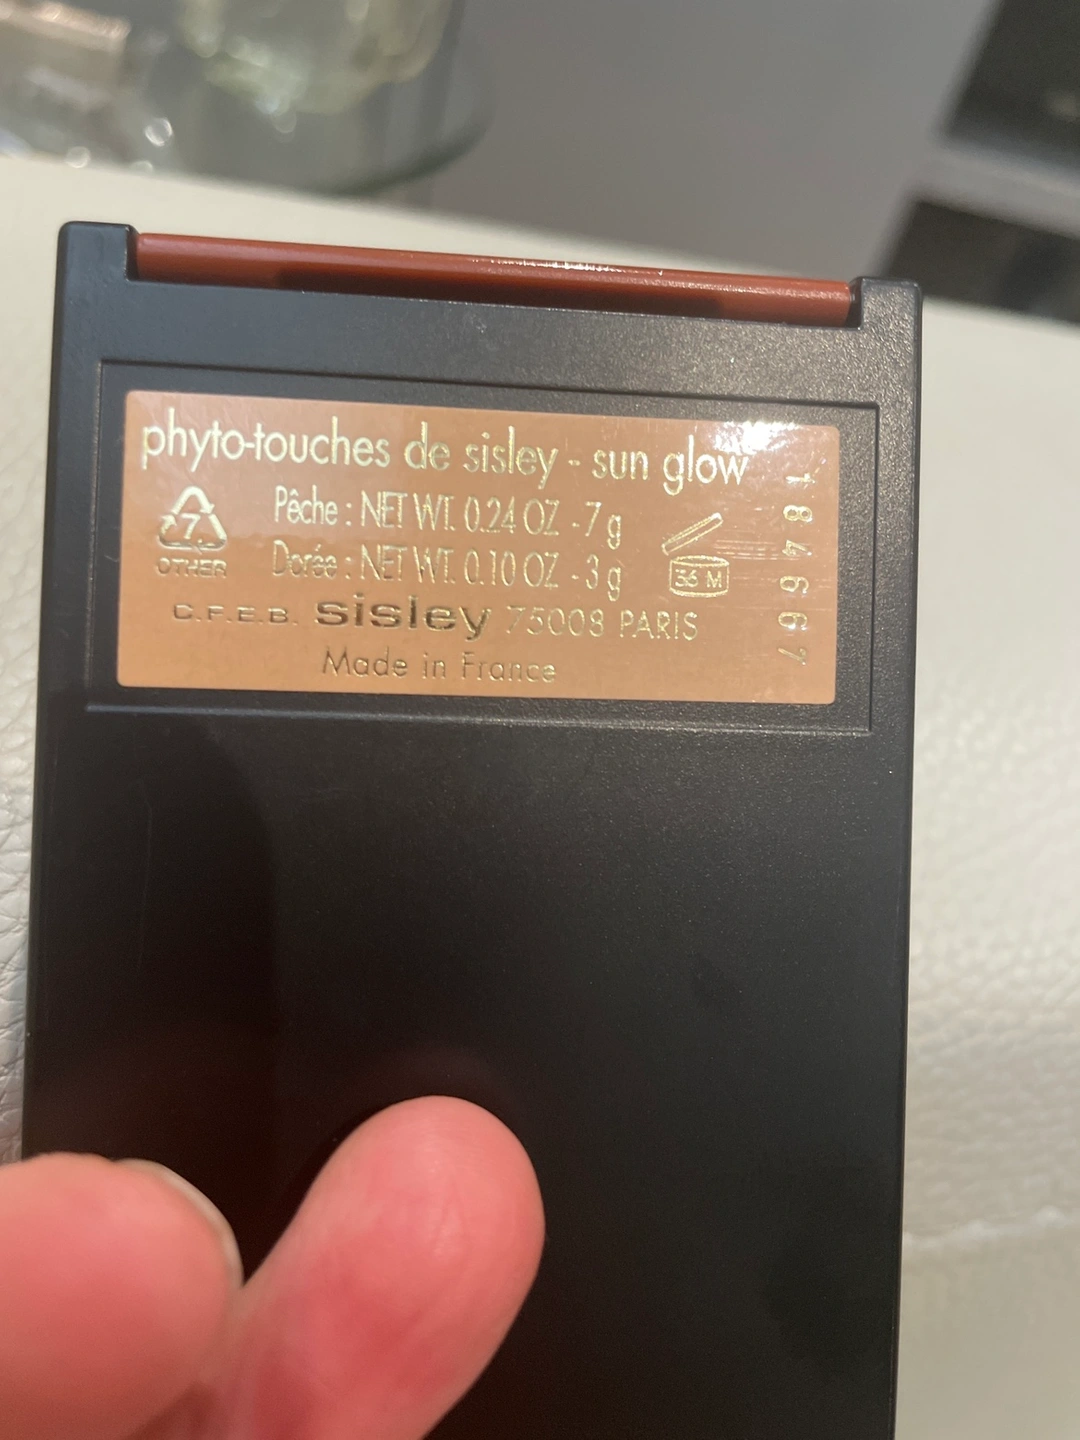 phyto-touches de sisley - sun glow
Pêche : NET WT. 0.24 OZ - 7 g
Dorée : NET WT. 0.10 OZ - 3 g
7
OTHER
36 M
C.F.E.B. sisley 75008 PARIS
Made in France
184667